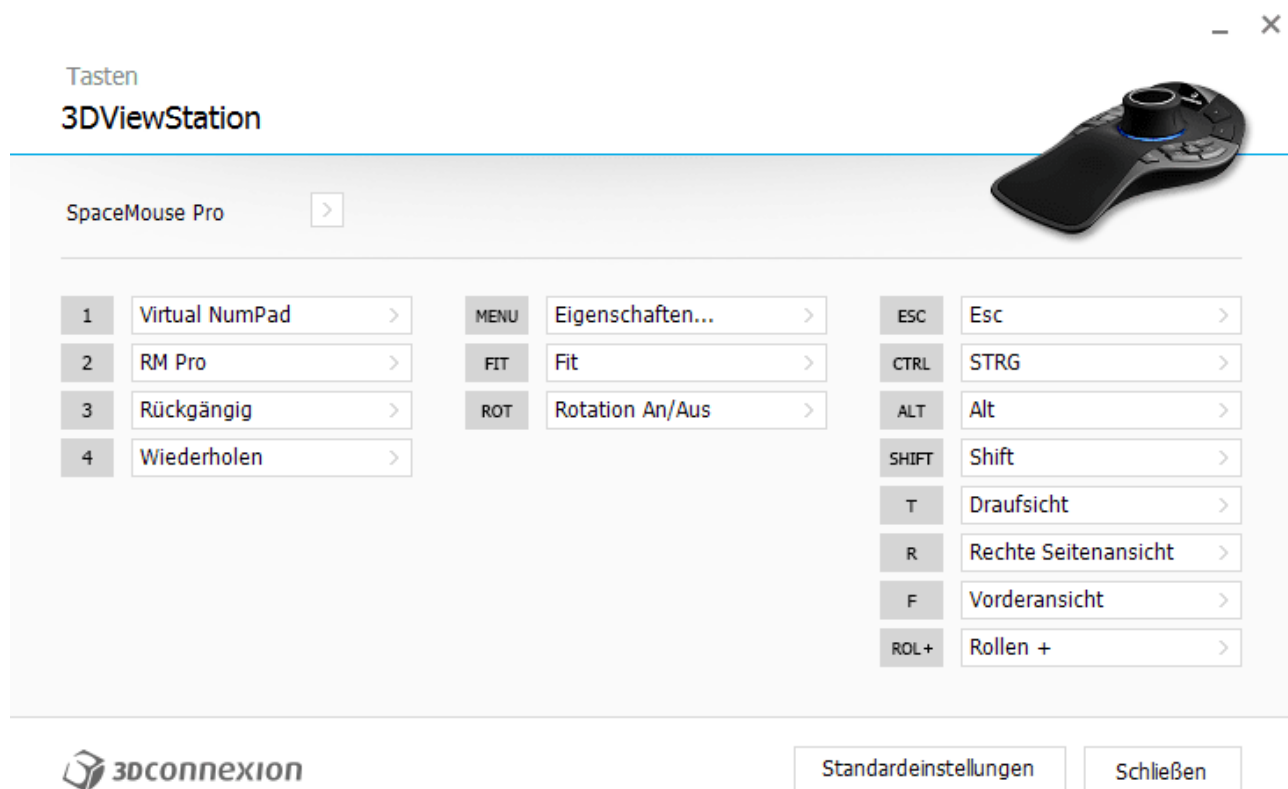 Tasten
3DViewStation
SpaceMouse Pro
1 Virtual NumPad
2 RM Pro
3 Rückgängig
4 Wiederholen
MENU Eigenschaften...
FIT Fit
ROT Rotation An/Aus
ESC Esc
CTRL STRG
ALT Alt
SHIFT Shift
T Draufsicht
R Rechte Seitenansicht
F Vorderansicht
ROL+ Rollen +
3Dconnexion
Standardeinstellungen
Schließen